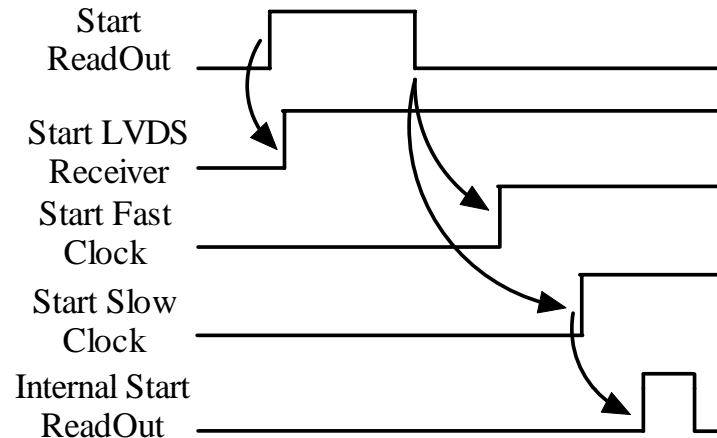 Start
ReadOut
Start LVDS
Receiver
Start Fast
Clock
Start Slow
Clock
Internal Start
ReadOut